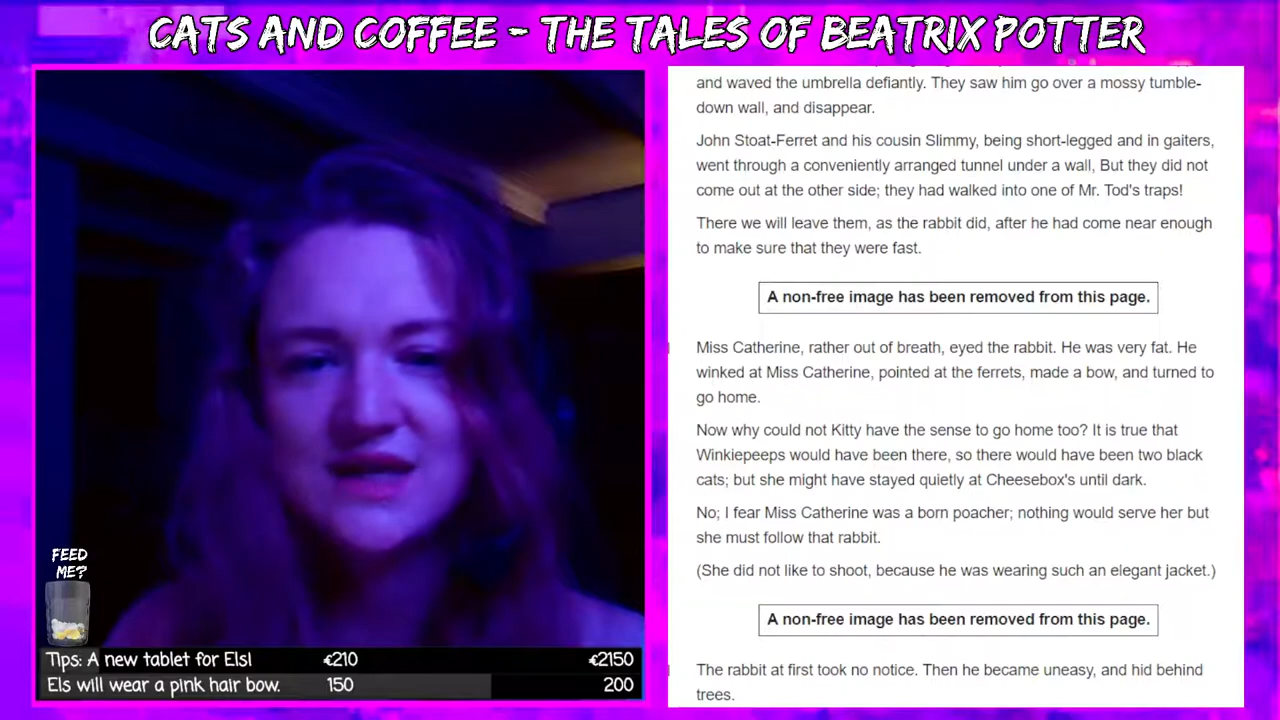 CATS AND COFFEE - THE TALES OF BEATRIX POTTER
and waved the umbrella defiantly. They saw him go over a mossy tumble-
down wall, and disappear.
John Stoat-Ferret and his cousin Slimmy, being short-legged and in gaiters,
went through a conveniently arranged tunnel under a wall, But they did not
come out at the other side; they had walked into one of Mr. Tod's traps!
There we will leave them, as the rabbit did, after he had come near enough
to make sure that they were fast.
A non-free image has been removed from this page.
Miss Catherine, rather out of breath, eyed the rabbit. He was very fat. He
winked at Miss Catherine, pointed at the ferrets, made a bow, and turned to
go home.
Now why could not Kitty have the sense to go home too? It is true that
Winkiepeeps would have been there, so there would have been two black
cats; but she might have stayed quietly at Cheesebox's until dark.
No; I fear Miss Catherine was a born poacher; nothing would serve her but
she must follow that rabbit.
(She did not like to shoot, because he was wearing such an elegant jacket.)
A non-free image has been removed from this page.
The rabbit at first took no notice. Then he became uneasy, and hid behind
trees.
FEED
ME?
Tips: A new tablet for Els! €210 €2150
Els will wear a pink hair bow. 150 200